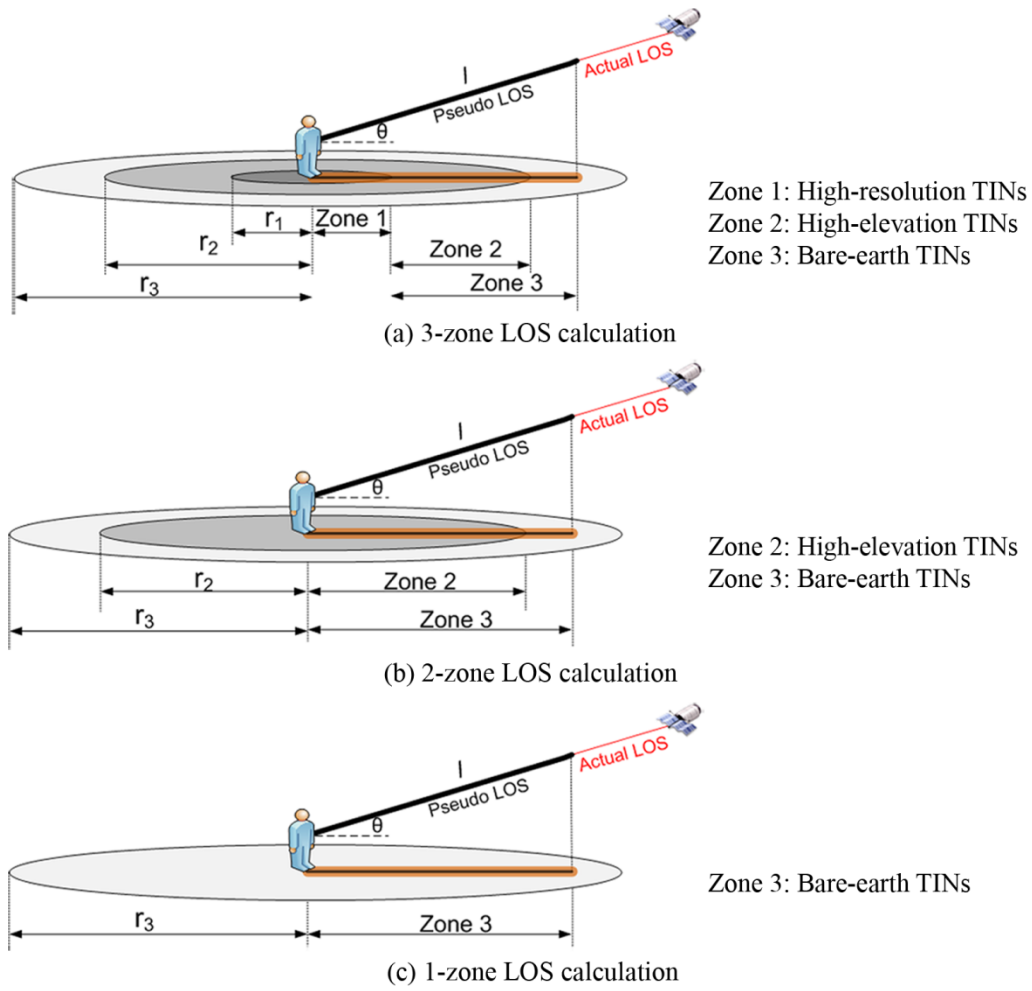 Actual LOS
l
Pseudo LOS
θ
r1
Zone 1
r2
Zone 2
r3
Zone 3
Zone 1: High-resolution TINs
Zone 2: High-elevation TINs
Zone 3: Bare-earth TINs
(a) 3-zone LOS calculation
Actual LOS
l
Pseudo LOS
θ
r2
Zone 2
r3
Zone 3
Zone 2: High-elevation TINs
Zone 3: Bare-earth TINs
(b) 2-zone LOS calculation
Actual LOS
l
Pseudo LOS
θ
r3
Zone 3
Zone 3: Bare-earth TINs
(c) 1-zone LOS calculation